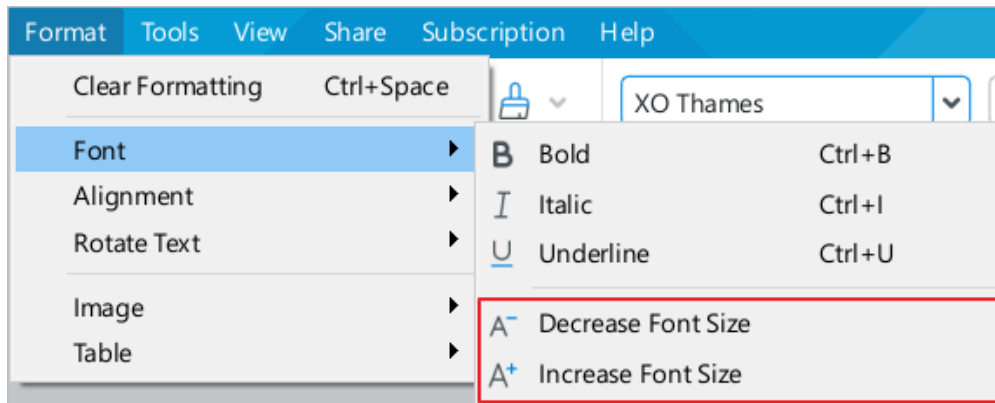 Format Tools View Share Subscription Help
Clear Formatting Ctrl+Space
XO Thames
Font
Alignment
Rotate Text
Image
Table
B Bold Ctrl+B
I Italic Ctrl+I
U Underline Ctrl+U
A- Decrease Font Size
A+ Increase Font Size